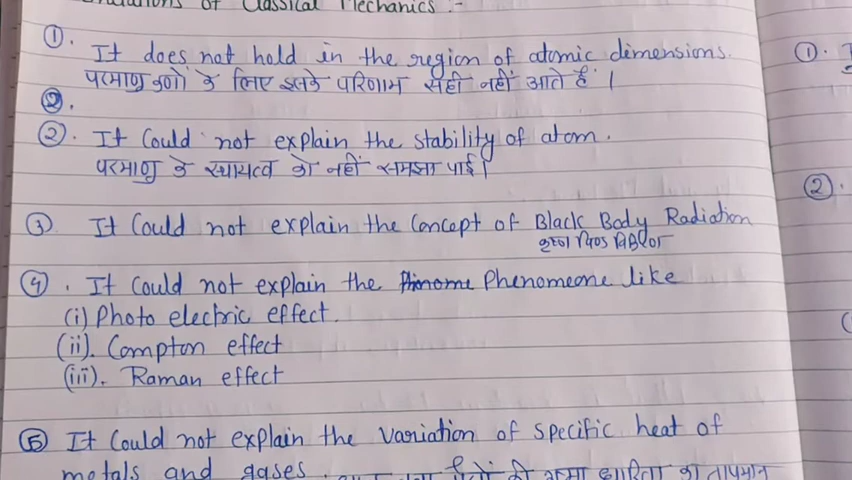 of Classical Mechanics :-
①. It does not hold in the region of atomic dimensions.
परमाणु कणों के लिए इसके परिणाम सही नहीं आते हैं ।
②.
②. It Could not explain the stability of atom.
परमाणु के स्थायित्व को नहीं समझा पाई।
③ It Could not explain the Concept of Black Body Radiation
कृष्ण पिण्ड विकिरण
④. It Could not explain the Phenomeone like
(i) Photo electric effect.
(ii). Compton effect
(iii). Raman effect
⑤ It Could not explain the variation of specific heat of
metals and gases. की ऊष्मा धारिता का तापमान
①.
②.